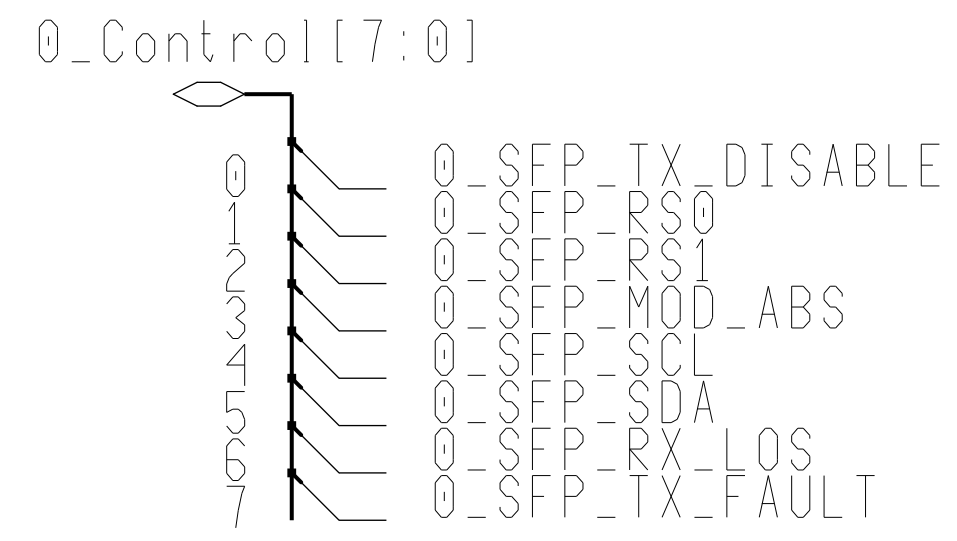 0_Control[7:0]
0 0_SFP_TX_DISABLE
1 0_SFP_RS0
2 0_SFP_RS1
3 0_SFP_MOD_ABS
4 0_SFP_SCL
5 0_SFP_SDA
6 0_SFP_RX_LOS
7 0_SFP_TX_FAULT